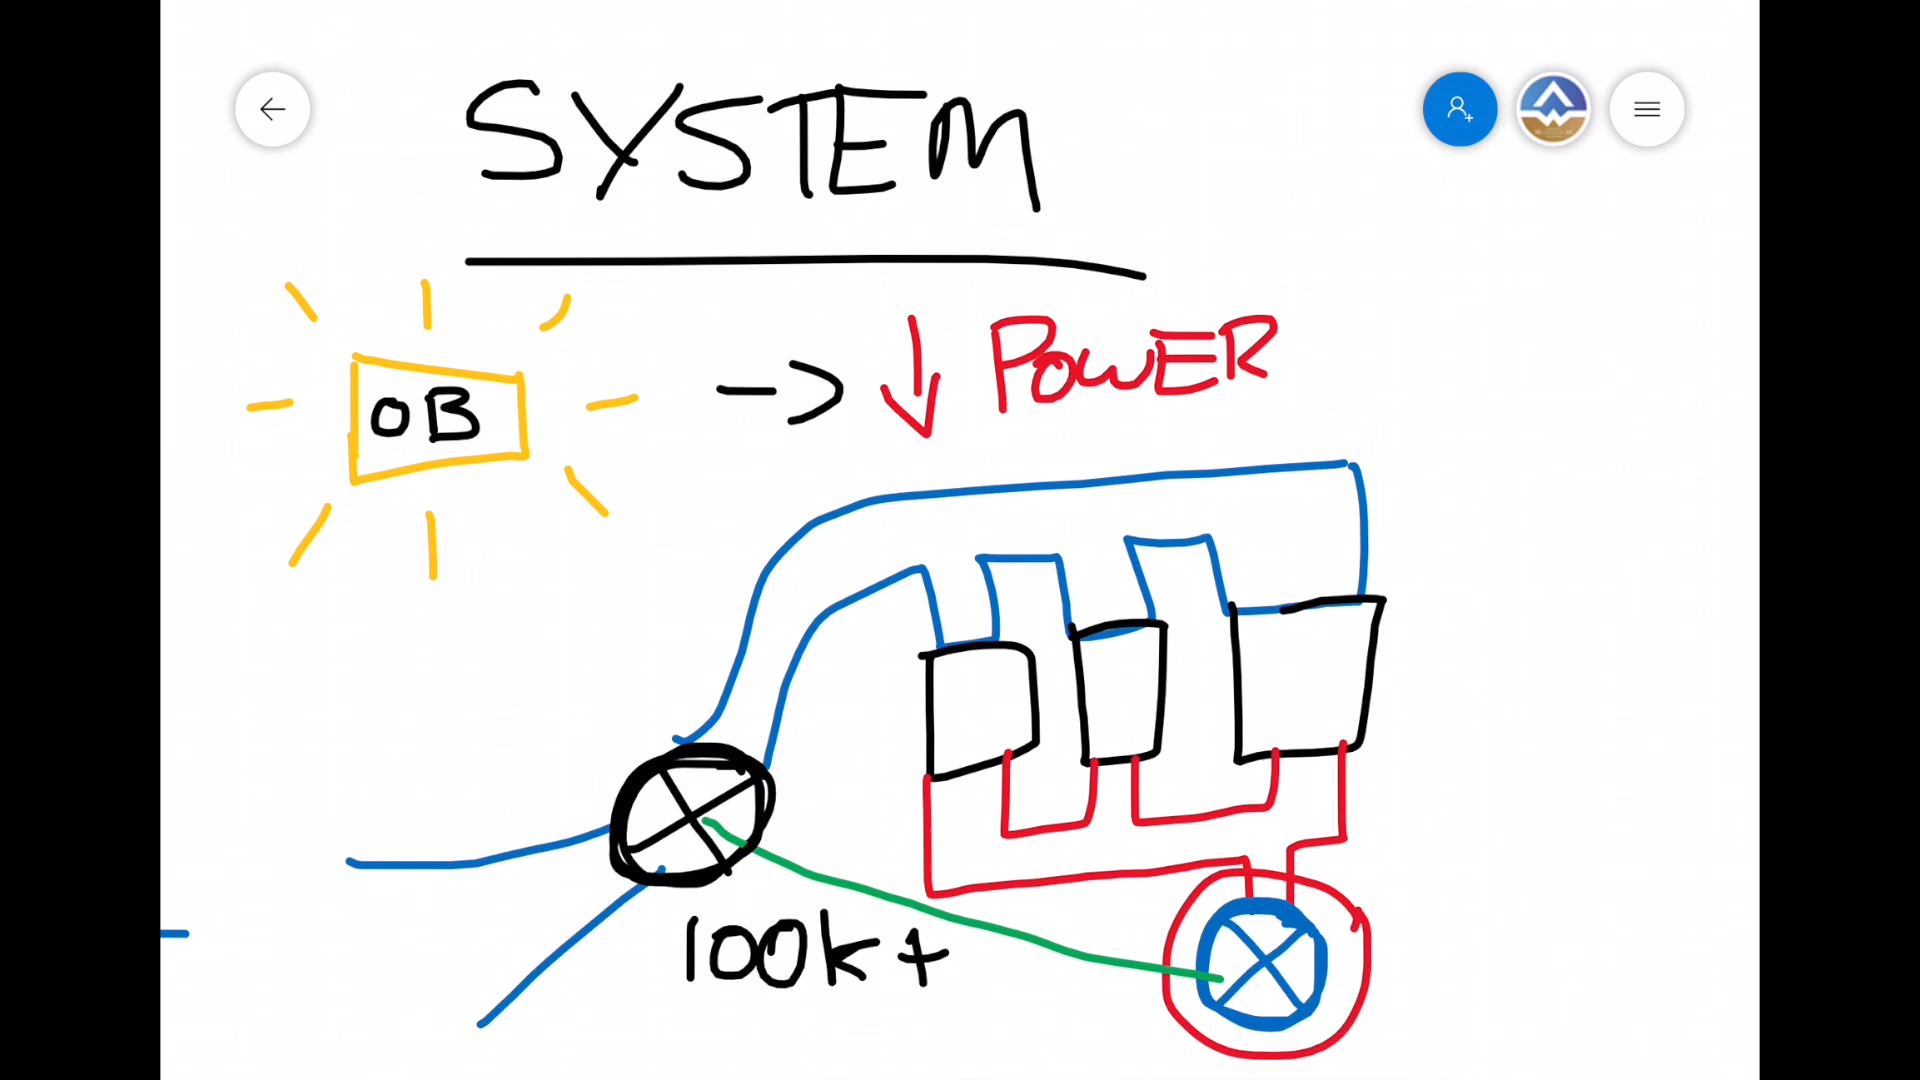 SYSTEM
OB -> ↓ POWER
100k+